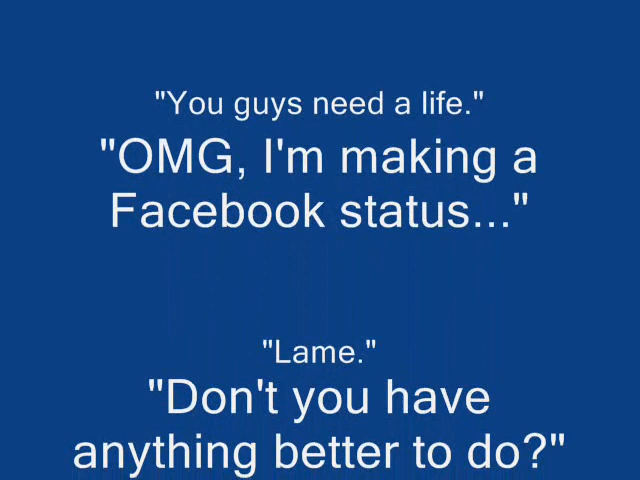 "You guys need a life."
"OMG, I'm making a
Facebook status..."
"Lame."
"Don't you have
anything better to do?"